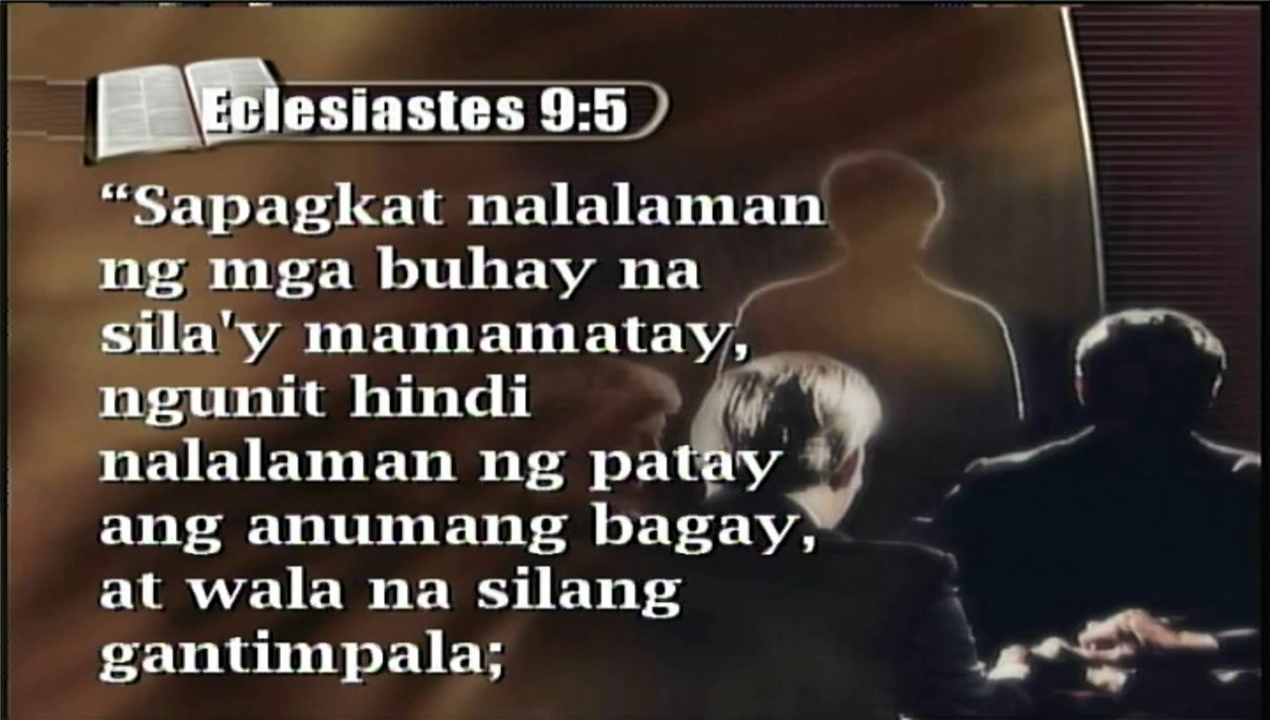 Eclesiastes 9:5
“Sapagkat nalalaman
ng mga buhay na
sila'y mamamatay,
ngunit hindi
nalalaman ng patay
ang anumang bagay,
at wala na silang
gantimpala;